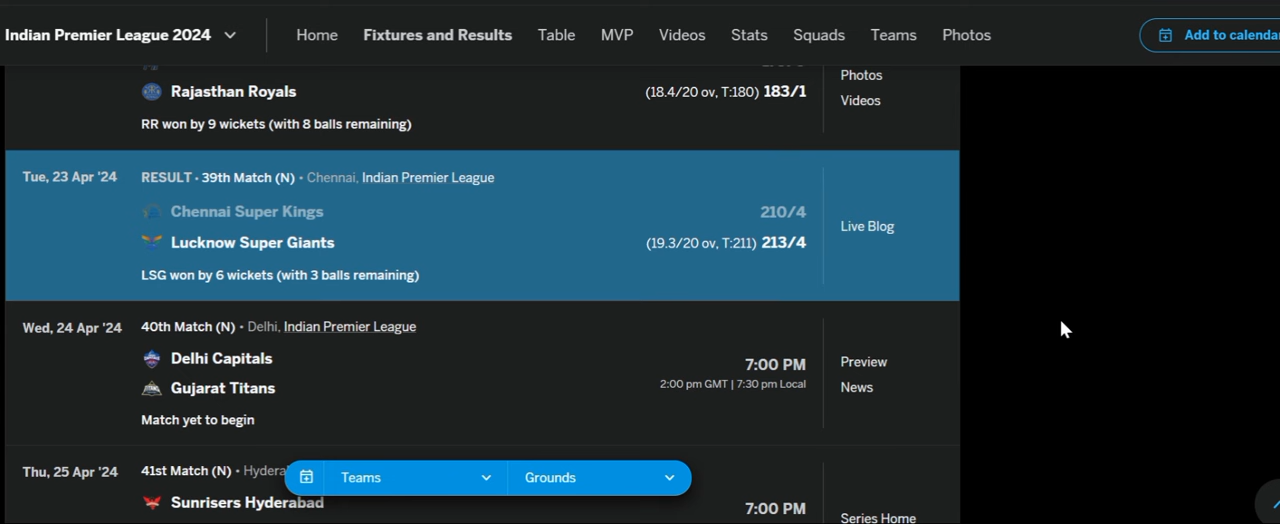 Indian Premier League 2024
Home
Fixtures and Results
Table
MVP
Videos
Stats
Squads
Teams
Photos
Add to calenda
Rajasthan Royals
(18.4/20 ov, T:180) 183/1
RR won by 9 wickets (with 8 balls remaining)
Photos
Videos
Tue, 23 Apr '24
RESULT • 39th Match (N) • Chennai, Indian Premier League
Chennai Super Kings
210/4
Lucknow Super Giants
(19.3/20 ov, T:211) 213/4
LSG won by 6 wickets (with 3 balls remaining)
Live Blog
Wed, 24 Apr '24
40th Match (N) • Delhi, Indian Premier League
Delhi Capitals
Gujarat Titans
7:00 PM
2:00 pm GMT | 7:30 pm Local
Match yet to begin
Preview
News
Thu, 25 Apr '24
41st Match (N) • Hydera
Teams
Grounds
Sunrisers Hyderabad
7:00 PM
Series Home